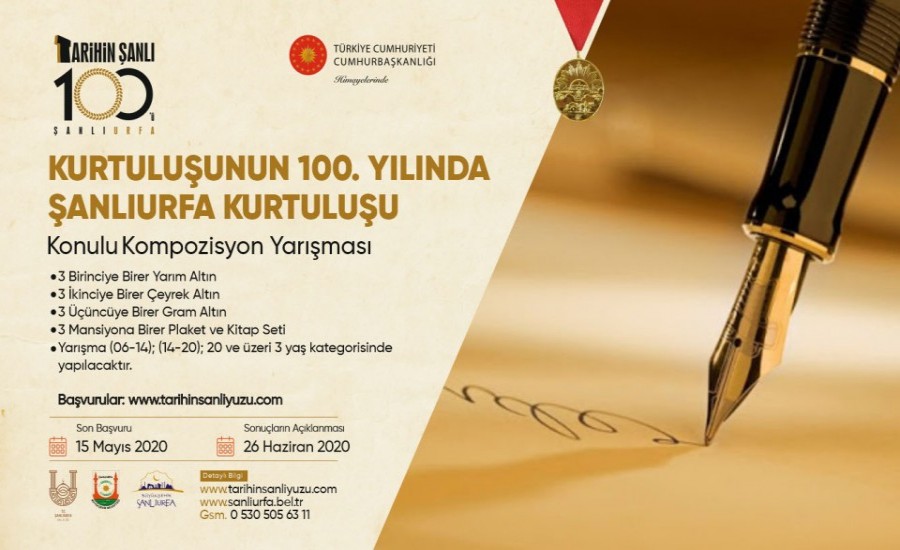 TARİHİN ŞANLI
100.
ŞANLIURFA
TÜRKİYE CUMHURİYETİ
CUMHURBAŞKANLIĞI
Himayelerinde
KURTULUŞUNUN 100. YILINDA
ŞANLIURFA KURTULUŞU
Konulu Kompozisyon Yarışması
• 3 Birinciye Birer Yarım Altın
• 3 İkinciye Birer Çeyrek Altın
• 3 Üçüncüye Birer Gram Altın
• 3 Mansiyona Birer Plaket ve Kitap Seti
• Yarışma (06-14); (14-20); 20 ve üzeri 3 yaş kategorisinde
yapılacaktır.
Başvurular: www.tarihinsanliyuzu.com
Son Başvuru
15 Mayıs 2020
Sonuçların Açıklanması
26 Haziran 2020
BÜYÜKŞEHİR
ŞANLIURFA
Detaylı Bilgi
www.tarihinsanliyuzu.com
www.sanliurfa.bel.tr
Gsm. 0 530 505 63 11